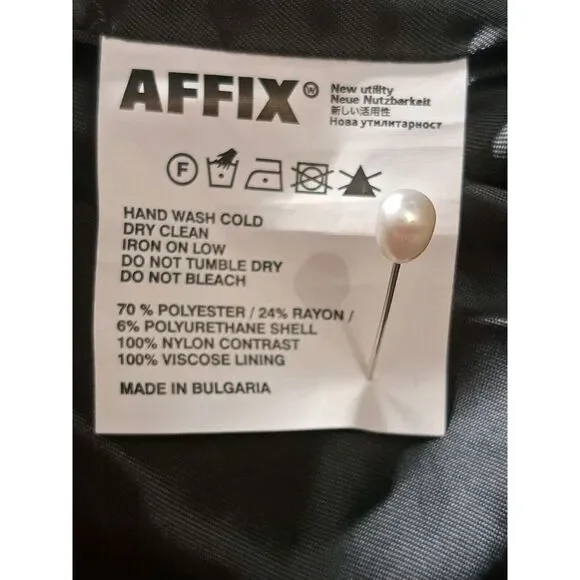 AFFIX
New utility
Neue Nutzbarkeit
新しい活用性
Нова утилитарност
F
HAND WASH COLD
DRY CLEAN
IRON ON LOW
DO NOT TUMBLE DRY
DO NOT BLEACH
70 % POLYESTER / 24% RAYON /
6% POLYURETHANE SHELL
100% NYLON CONTRAST
100% VISCOSE LINING
MADE IN BULGARIA